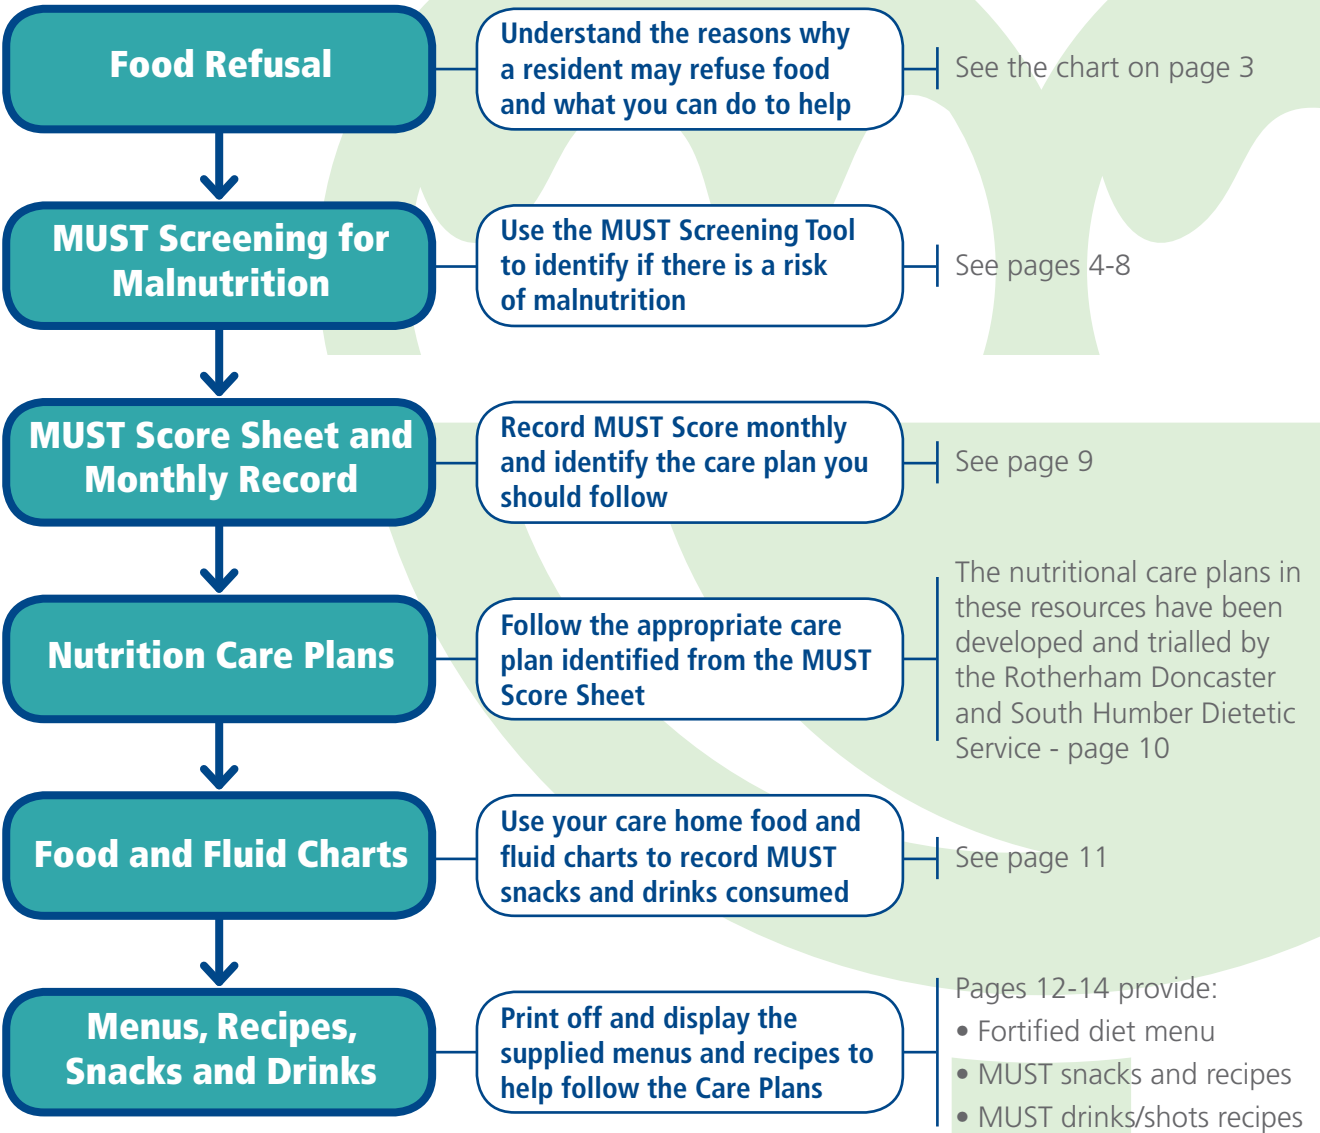 Food Refusal
Understand the reasons why
a resident may refuse food
and what you can do to help
See the chart on page 3
MUST Screening for
Malnutrition
Use the MUST Screening Tool
to identify if there is a risk
of malnutrition
See pages 4-8
MUST Score Sheet and
Monthly Record
Record MUST Score monthly
and identify the care plan you
should follow
See page 9
Nutrition Care Plans
Follow the appropriate care
plan identified from the MUST
Score Sheet
The nutritional care plans in
these resources have been
developed and trialled by
the Rotherham Doncaster
and South Humber Dietetic
Service - page 10
Food and Fluid Charts
Use your care home food and
fluid charts to record MUST
snacks and drinks consumed
See page 11
Menus, Recipes,
Snacks and Drinks
Print off and display the
supplied menus and recipes to
help follow the Care Plans
Pages 12-14 provide:
• Fortified diet menu
• MUST snacks and recipes
• MUST drinks/shots recipes